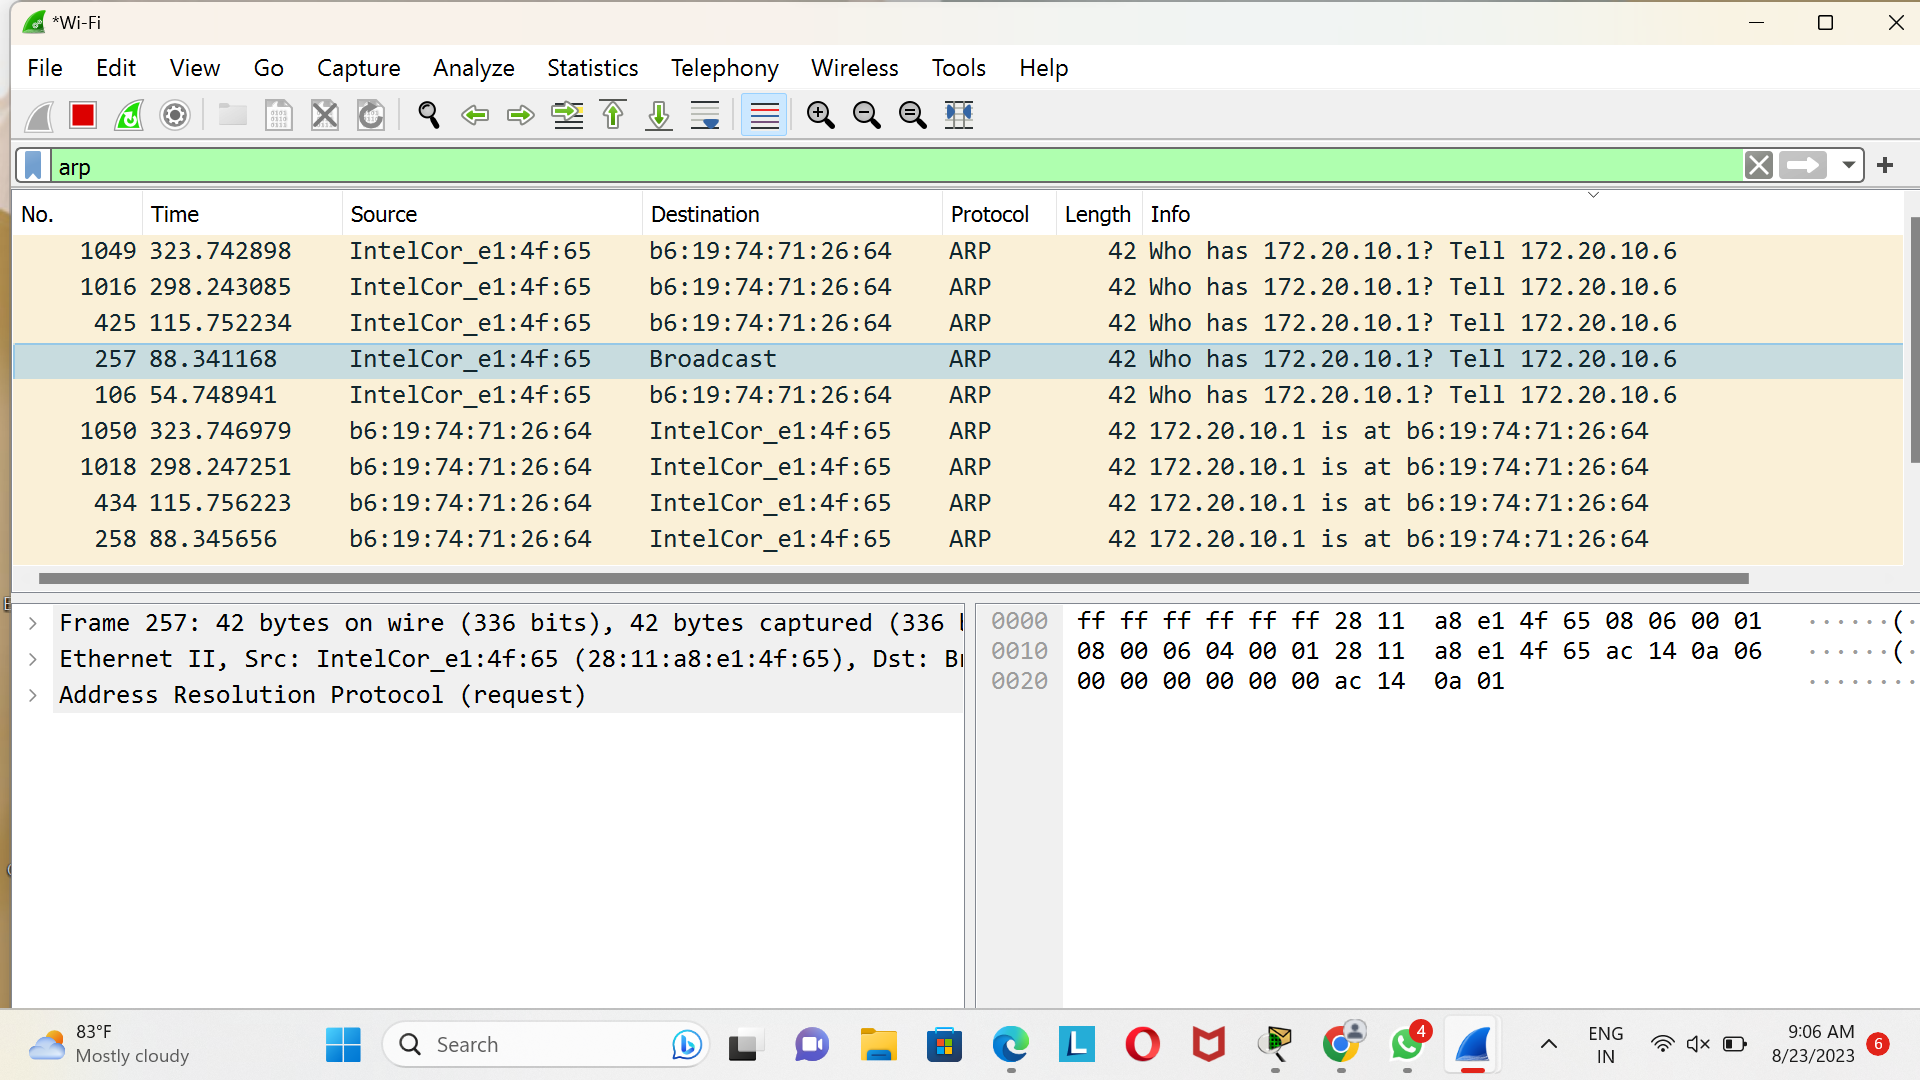 *Wi-Fi
File Edit View Go Capture Analyze Statistics Telephony Wireless Tools Help
arp
No. Time Source Destination Protocol Length Info
1049 323.742898 IntelCor_e1:4f:65 b6:19:74:71:26:64 ARP 42 Who has 172.20.10.1? Tell 172.20.10.6
1016 298.243085 IntelCor_e1:4f:65 b6:19:74:71:26:64 ARP 42 Who has 172.20.10.1? Tell 172.20.10.6
425 115.752234 IntelCor_e1:4f:65 b6:19:74:71:26:64 ARP 42 Who has 172.20.10.1? Tell 172.20.10.6
257 88.341168 IntelCor_e1:4f:65 Broadcast ARP 42 Who has 172.20.10.1? Tell 172.20.10.6
106 54.748941 IntelCor_e1:4f:65 b6:19:74:71:26:64 ARP 42 Who has 172.20.10.1? Tell 172.20.10.6
1050 323.746979 b6:19:74:71:26:64 IntelCor_e1:4f:65 ARP 42 172.20.10.1 is at b6:19:74:71:26:64
1018 298.247251 b6:19:74:71:26:64 IntelCor_e1:4f:65 ARP 42 172.20.10.1 is at b6:19:74:71:26:64
434 115.756223 b6:19:74:71:26:64 IntelCor_e1:4f:65 ARP 42 172.20.10.1 is at b6:19:74:71:26:64
258 88.345656 b6:19:74:71:26:64 IntelCor_e1:4f:65 ARP 42 172.20.10.1 is at b6:19:74:71:26:64
Frame 257: 42 bytes on wire (336 bits), 42 bytes captured (336
Ethernet II, Src: IntelCor_e1:4f:65 (28:11:a8:e1:4f:65), Dst:
Address Resolution Protocol (request)
0000 ff ff ff ff ff ff 28 11 a8 e1 4f 65 08 06 00 01 ······(·
0010 08 00 06 04 00 01 28 11 a8 e1 4f 65 ac 14 0a 06 ······(·
0020 00 00 00 00 00 00 ac 14 0a 01 ········
83°F
Mostly cloudy
Search
4
ENG
IN
9:06 AM
8/23/2023
6